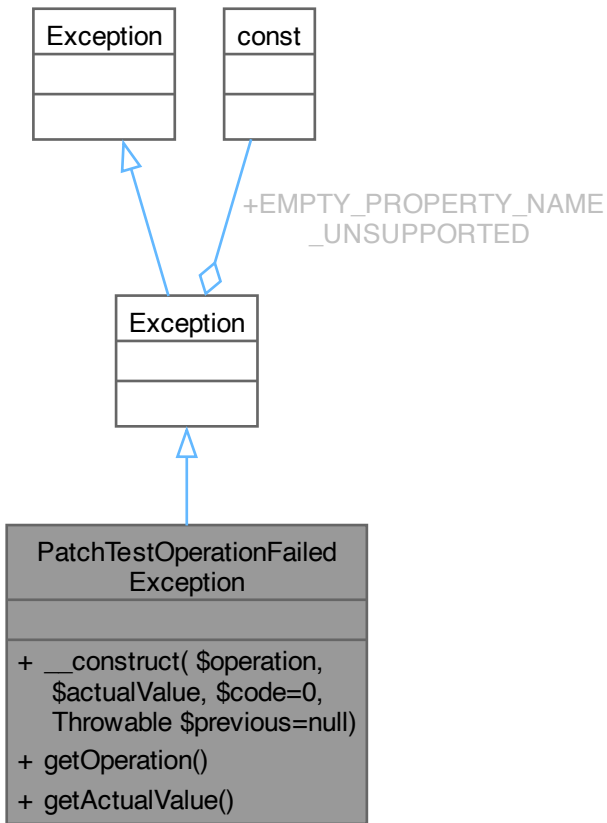 Exception
const
+EMPTY_PROPERTY_NAME
_UNSUPPORTED
Exception
PatchTestOperationFailed
Exception
+ __construct( $operation,
$actualValue, $code=0,
Throwable $previous=null)
+ getOperation()
+ getActualValue()